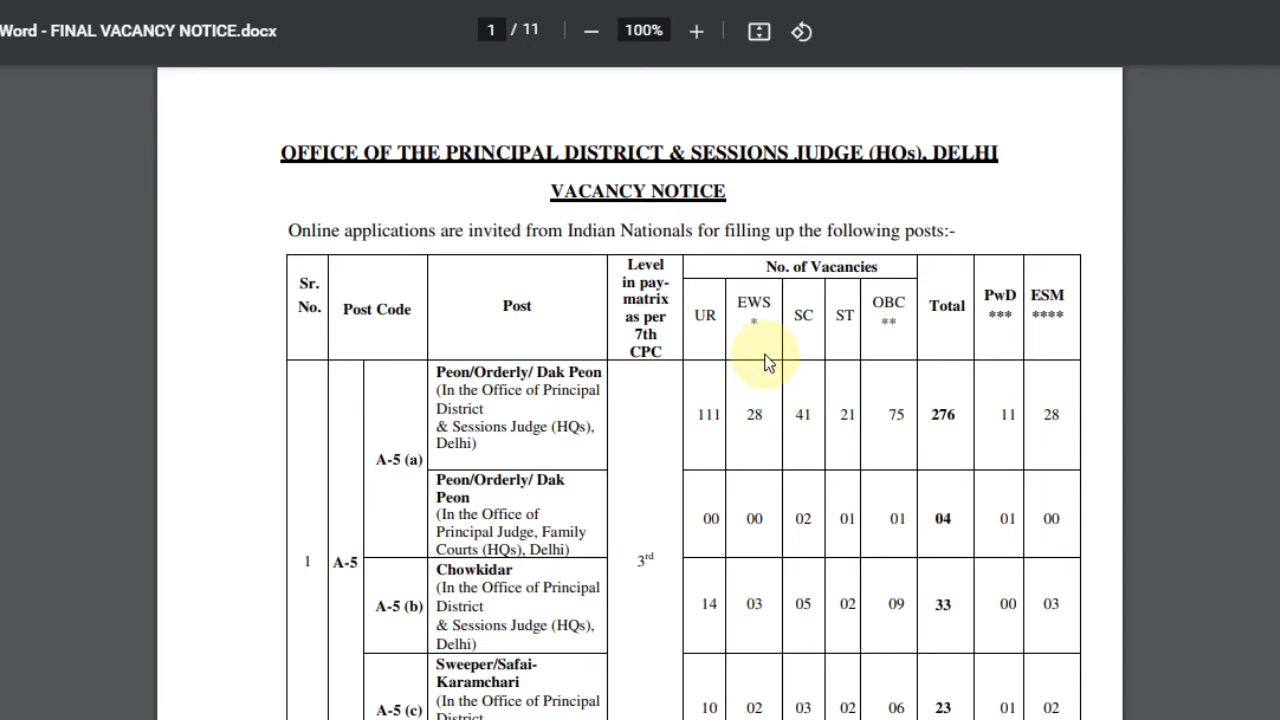 Word - FINAL VACANCY NOTICE.docx
1 / 11
100%
OFFICE OF THE PRINCIPAL DISTRICT & SESSIONS JUDGE (HQs), DELHI
VACANCY NOTICE
Online applications are invited from Indian Nationals for filling up the following posts:-
Sr. No.
Post Code
Post
Level in pay-matrix as per 7th CPC
No. of Vacancies
UR
EWS *
SC
ST
OBC **
Total
PwD ***
ESM ****
1
A-5
A-5 (a)
Peon/Orderly/ Dak Peon
(In the Office of Principal
District
& Sessions Judge (HQs),
Delhi)
3rd
111 28 41 21 75 276 11 28
Peon/Orderly/ Dak
Peon
(In the Office of
Principal Judge, Family
Courts (HQs), Delhi)
00 00 02 01 01 04 01 00
A-5 (b)
Chowkidar
(In the Office of Principal
District
& Sessions Judge (HQs),
Delhi)
14 03 05 02 09 33 00 03
A-5 (c)
Sweeper/Safai-
Karamchari
(In the Office of Principal
District
10 02 03 02 06 23 01 02